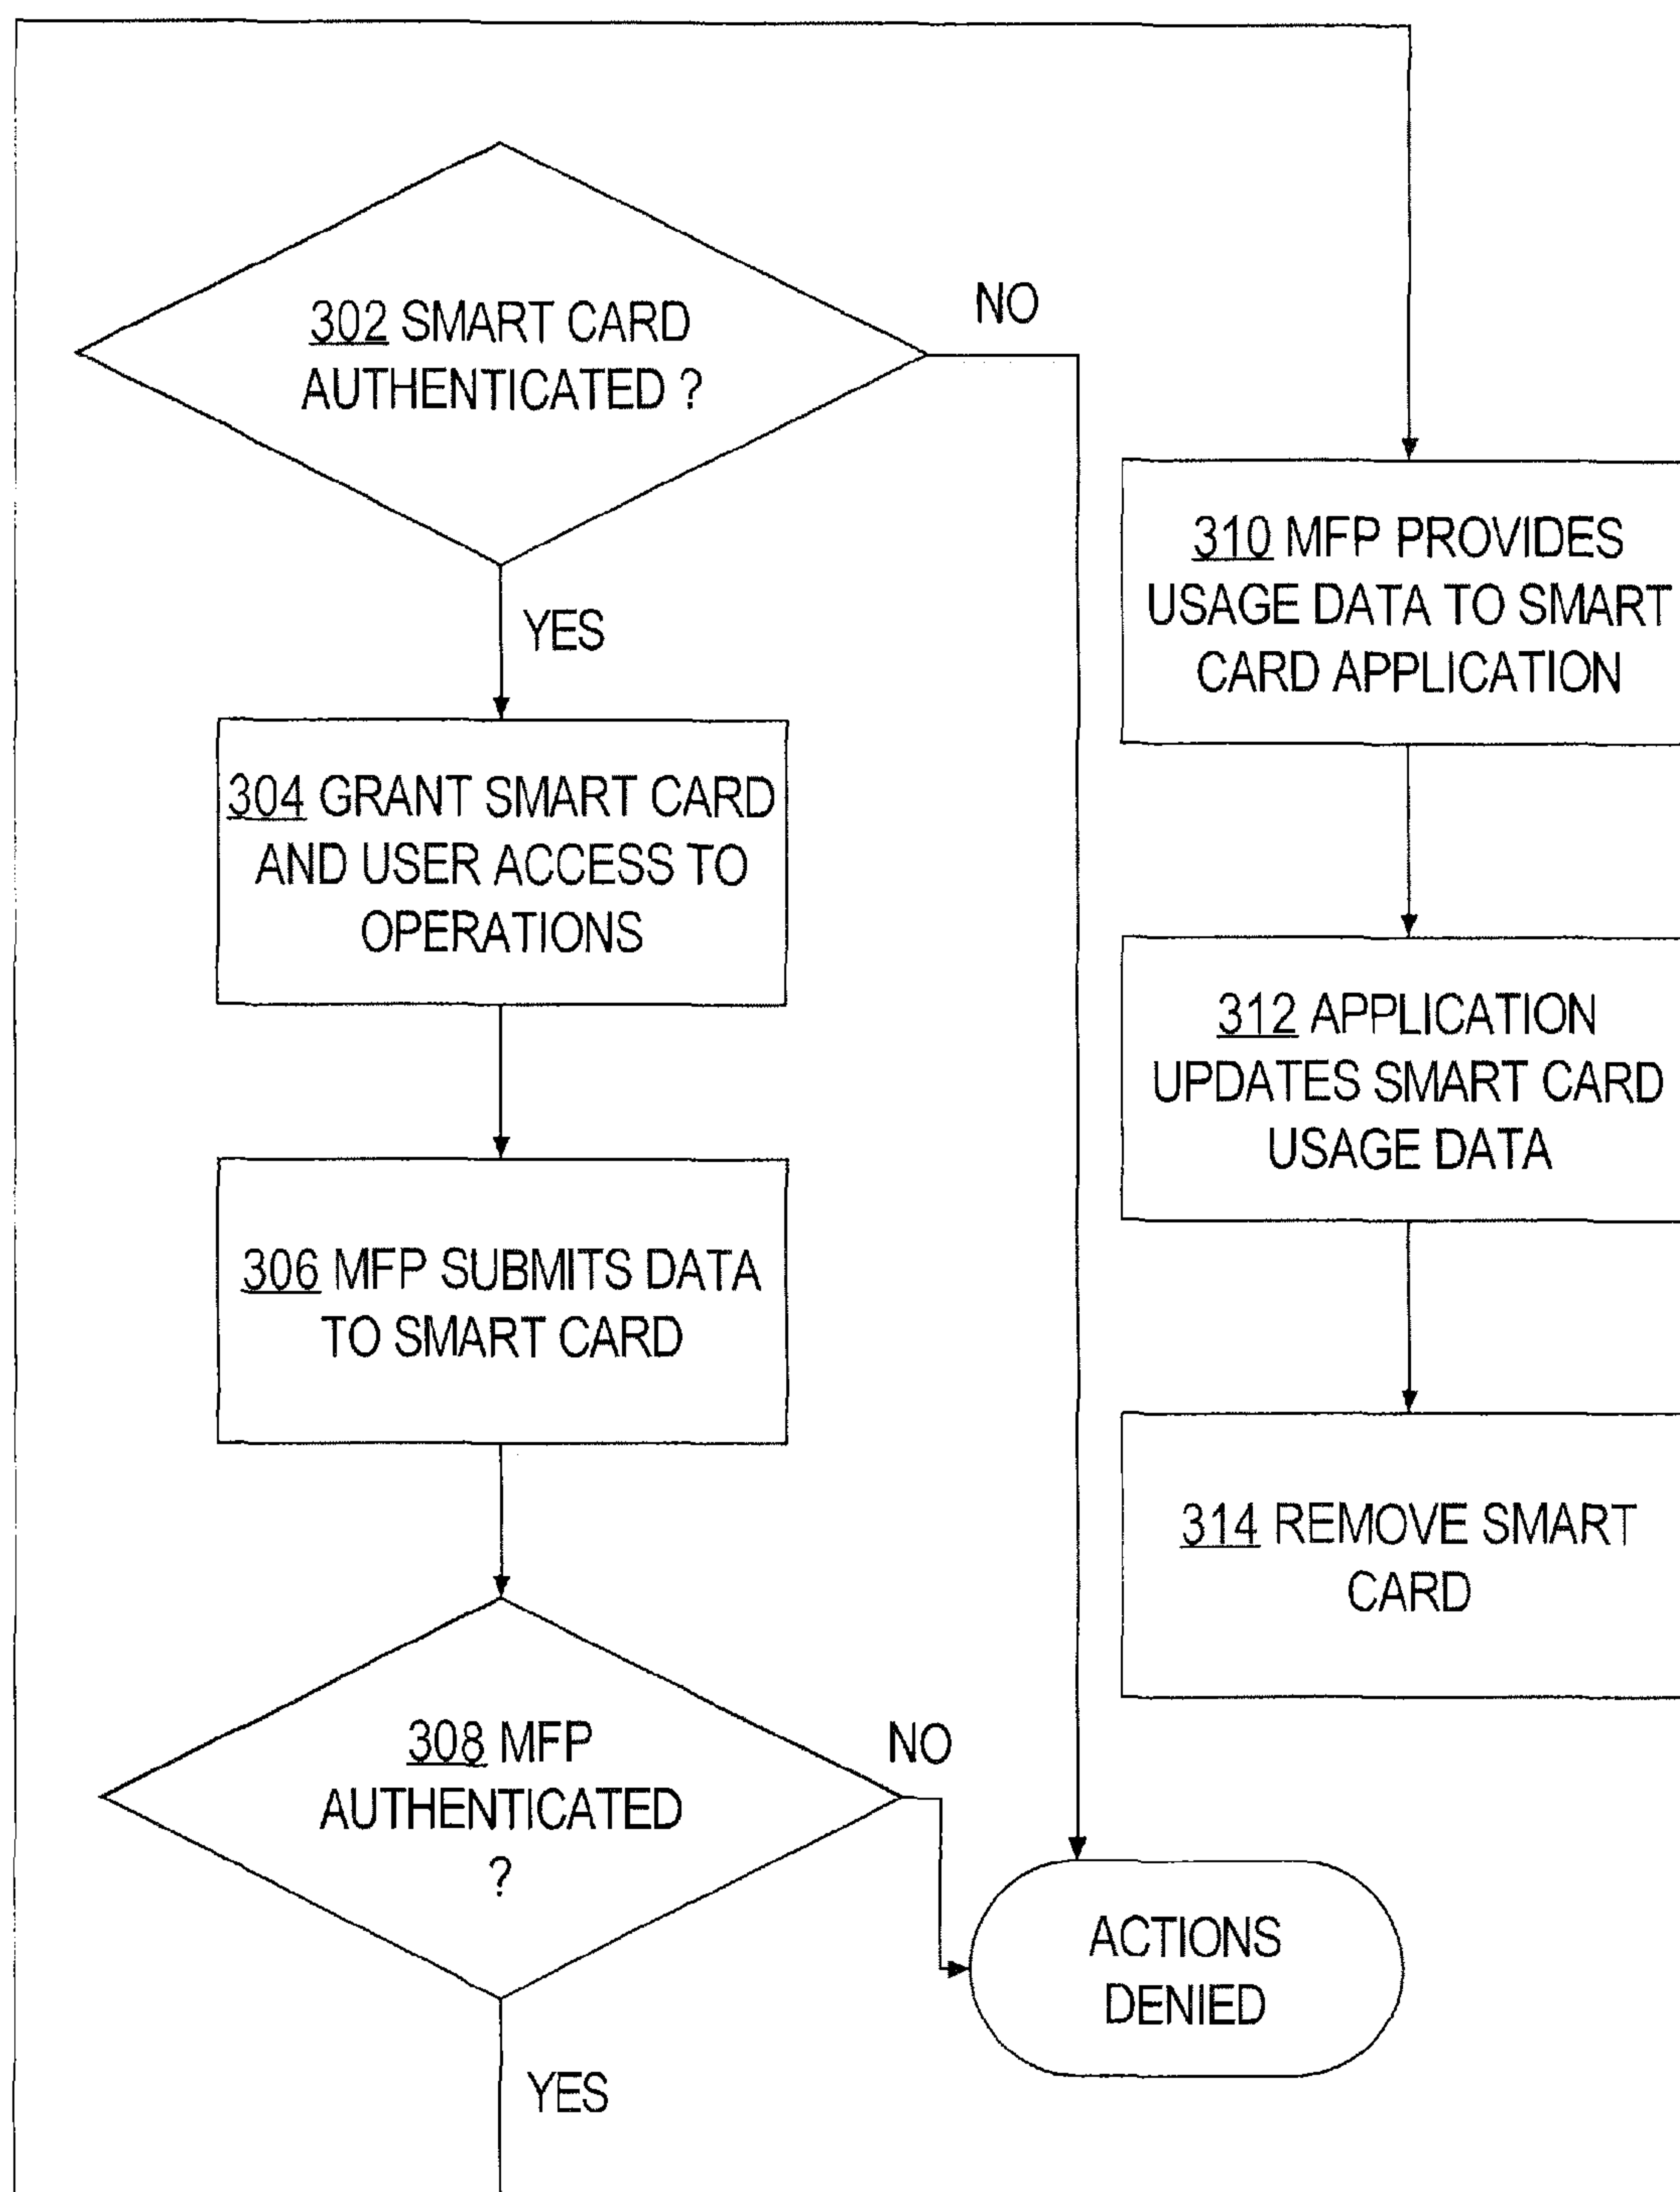 302 SMART CARD
AUTHENTICATED ?
NO
YES
304 GRANT SMART CARD
AND USER ACCESS TO
OPERATIONS
306 MFP SUBMITS DATA
TO SMART CARD
308 MFP
AUTHENTICATED
?
NO
YES
ACTIONS
DENIED
310 MFP PROVIDES
USAGE DATA TO SMART
CARD APPLICATION
312 APPLICATION
UPDATES SMART CARD
USAGE DATA
314 REMOVE SMART
CARD